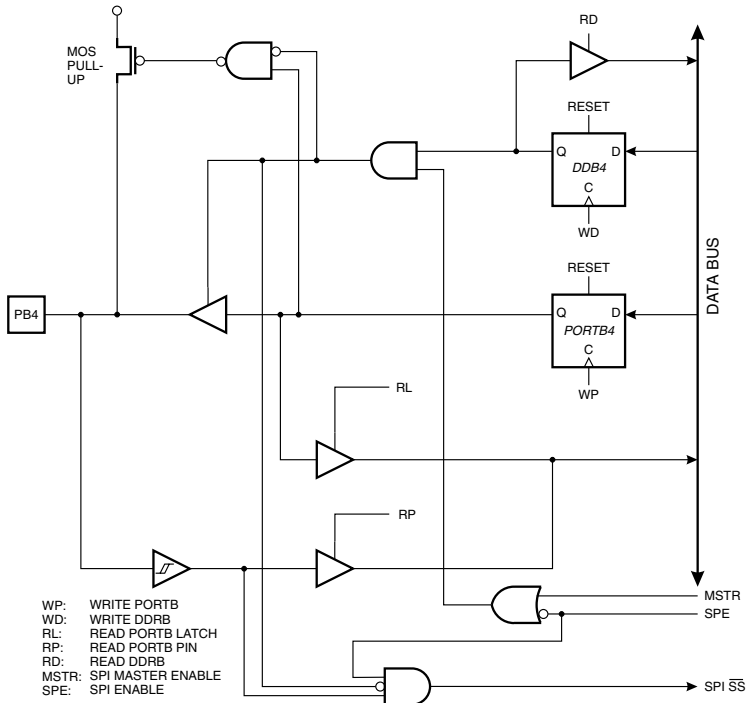 RD
MOS
PULL-
UP
RESET
Q D
DDB4
C
WD
DATA BUS
RESET
PB4
Q D
PORTB4
C
WP
RL
RP
MSTR
SPE
WP: WRITE PORTB
WD: WRITE DDRB
RL: READ PORTB LATCH
RP: READ PORTB PIN
RD: READ DDRB
MSTR: SPI MASTER ENABLE
SPE: SPI ENABLE
SPI S̅S̅